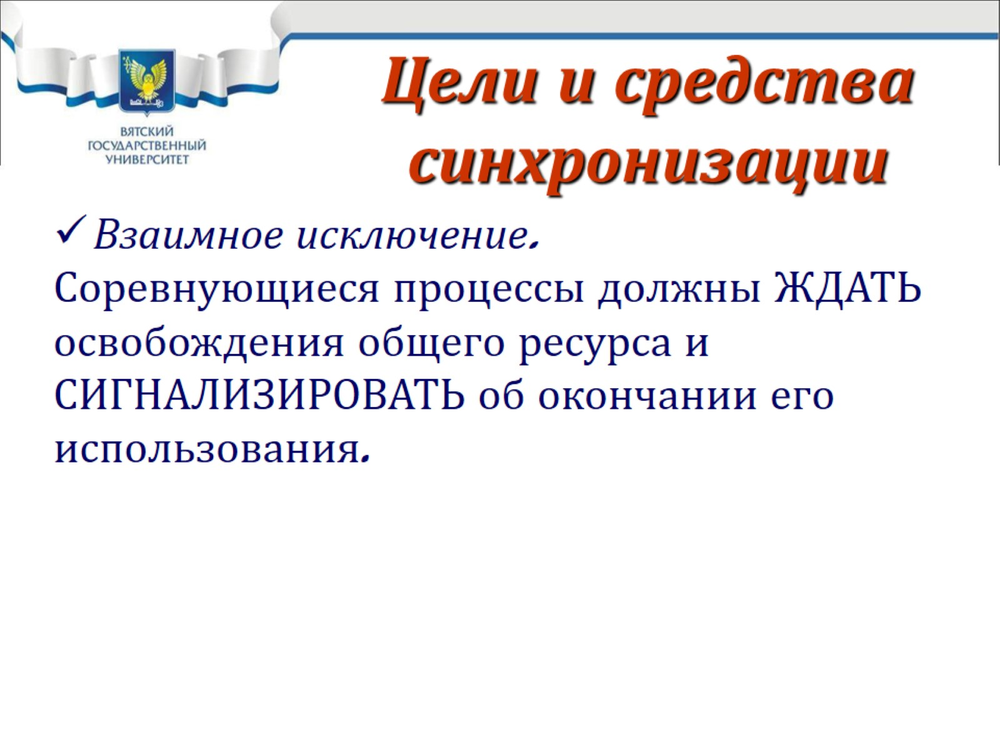 ВЯТСКИЙ
ГОСУДАРСТВЕННЫЙ
УНИВЕРСИТЕТ
Цели и средства
синхронизации
✓ Взаимное исключение.
Соревнующиеся процессы должны ЖДАТЬ
освобождения общего ресурса и
СИГНАЛИЗИРОВАТЬ об окончании его
использования.